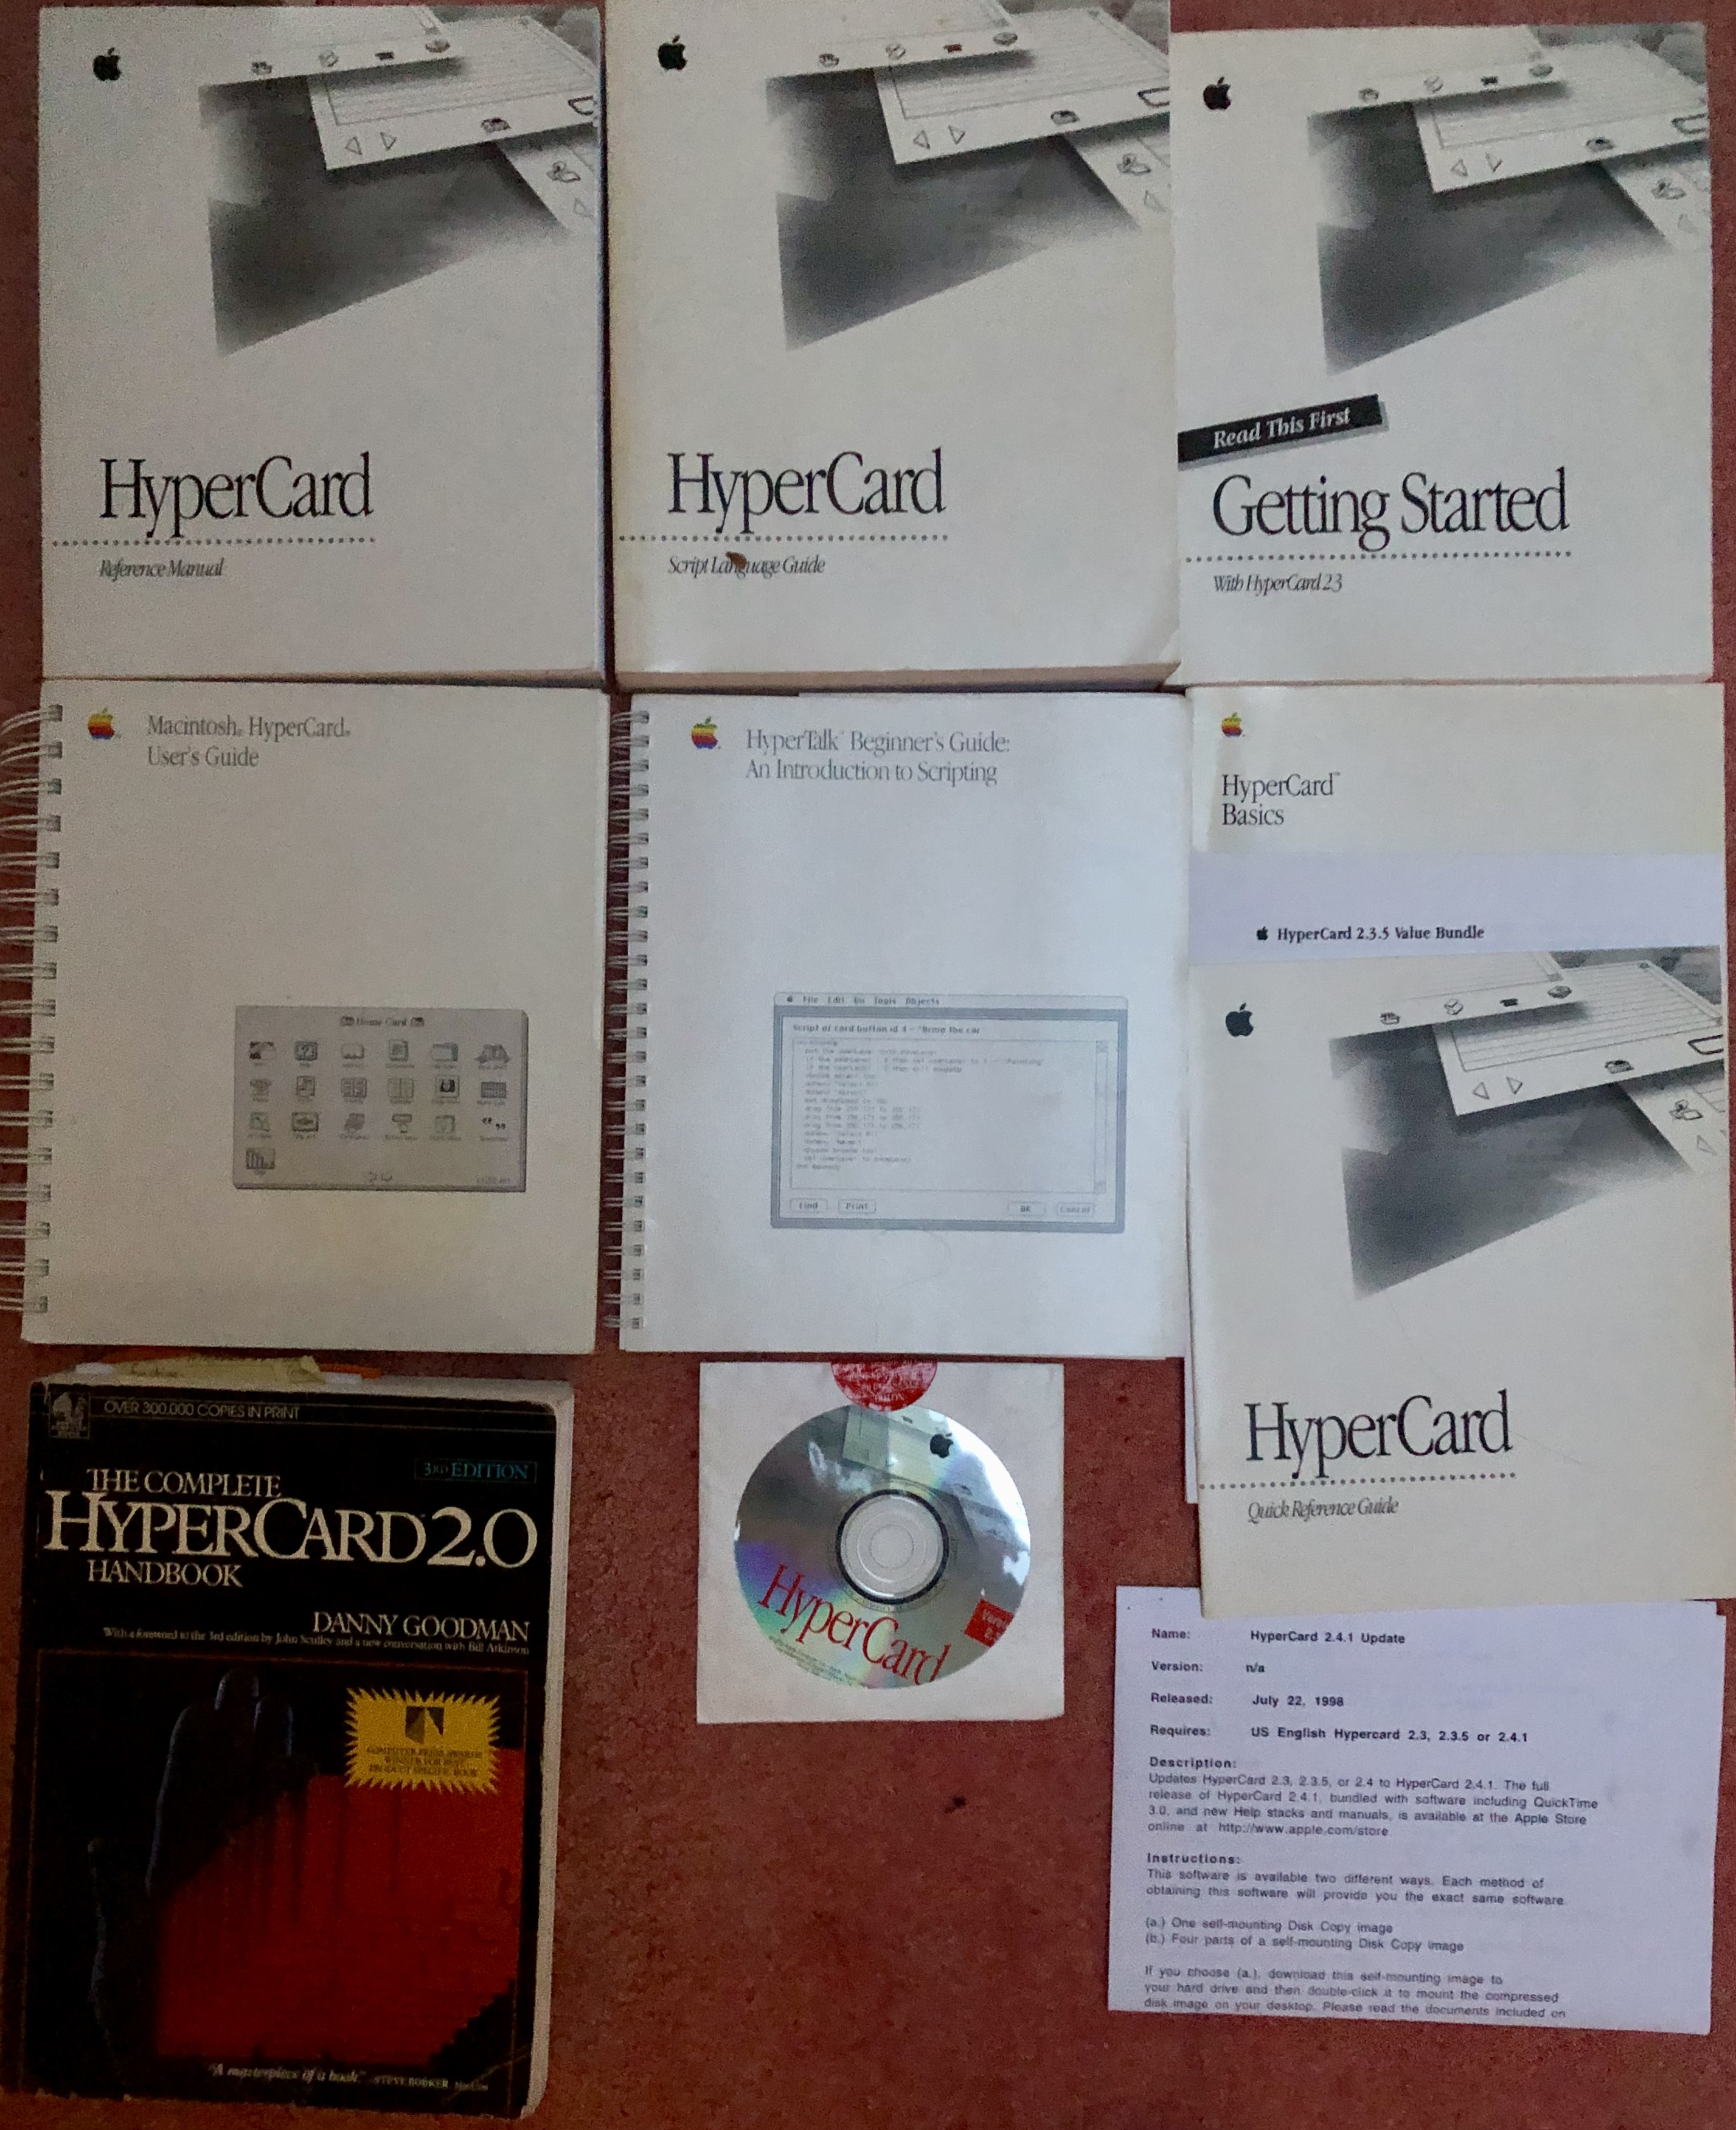 HyperCard
Reference Manual
HyperCard
Script Language Guide
Read This First
Getting Started
With HyperCard 2.3
Macintosh® HyperCard®
User's Guide
Home Card
HyperTalk™ Beginner's Guide:
An Introduction to Scripting
File Edit Go Tools Objects
Script of card button id
Find Print OK Cancel
HyperCard™
Basics
HyperCard 2.3.5 Value Bundle
HyperCard
Quick Reference Guide
OVER 300,000 COPIES IN PRINT
3RD EDITION
THE COMPLETE
HYPERCARD 2.0
HANDBOOK
DANNY GOODMAN
With a foreword to the 3rd edition by John Sculley and a new conversation with Bill Atkinson
COMPUTER PRESS AWARDS
WINNER FOR BEST
PRODUCT SPECIFIC BOOK
"A masterpiece of a book."
HyperCard
Name: HyperCard 2.4.1 Update
Version: n/a
Released: July 22, 1998
Requires: US English Hypercard 2.3, 2.3.5 or 2.4.1
Description:
Updates HyperCard 2.3, 2.3.5, or 2.4 to HyperCard 2.4.1. The full
release of HyperCard 2.4.1, bundled with software including QuickTime
3.0, and new Help stacks and manuals, is available at the Apple Store
online at http://www.apple.com/store
Instructions:
This software is available two different ways. Each method of
obtaining this software will provide you the exact same software.
(a.) One self-mounting Disk Copy image
(b.) Four parts of a self-mounting Disk Copy image
If you choose (a.), download this self-mounting image to
your hard drive and then double-click it to mount the compressed
disk image on your desktop. Please read the documents included on